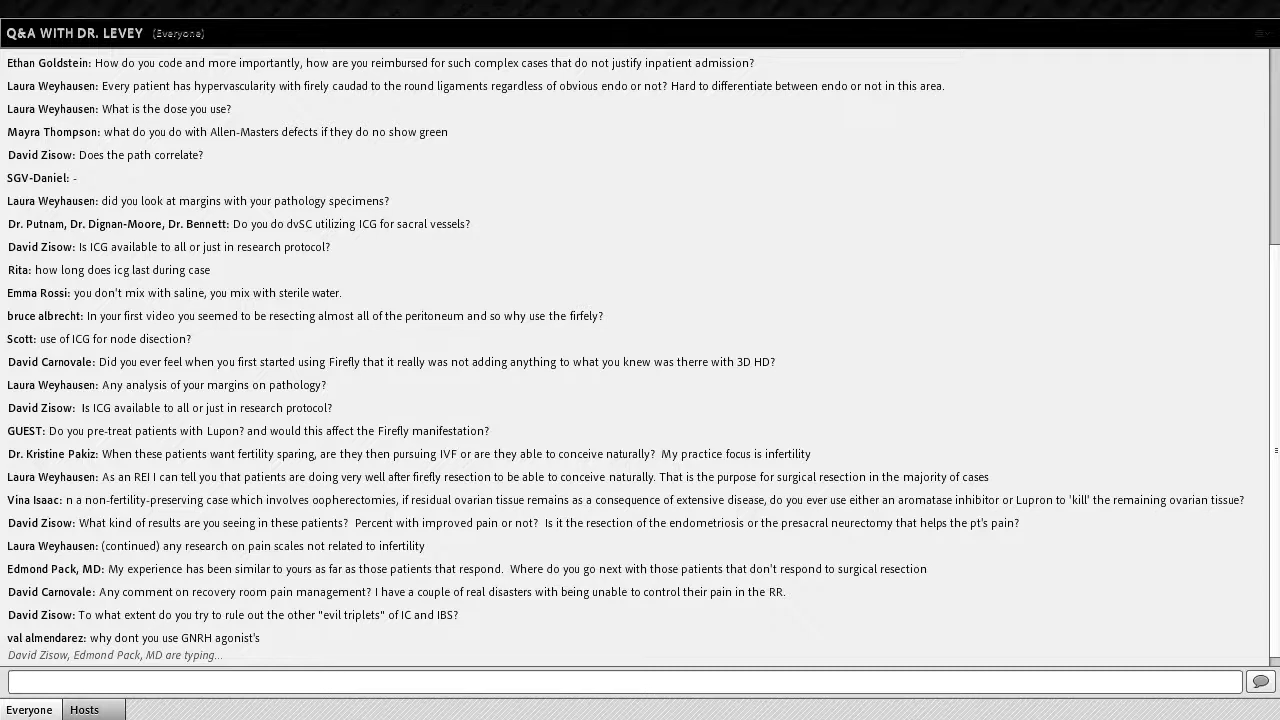 Q&A WITH DR. LEVEY (Everyone)
Ethan Goldstein: How do you code and more importantly, how are you reimbursed for such complex cases that do not justify inpatient admission?
Laura Weyhausen: Every patient has hypervascularity with firely caudad to the round ligaments regardless of obvious endo or not? Hard to differentiate between endo or not in this area.
Laura Weyhausen: What is the dose you use?
Mayra Thompson: what do you do with Allen-Masters defects if they do no show green
David Zisow: Does the path correlate?
SGV-Daniel: -
Laura Weyhausen: did you look at margins with your pathology specimens?
Dr. Putnam, Dr. Dignan-Moore, Dr. Bennett: Do you do dvSC utilizing ICG for sacral vessels?
David Zisow: Is ICG available to all or just in research protocol?
Rita: how long does icg last during case
Emma Rossi: you don't mix with saline, you mix with sterile water.
bruce albrecht: In your first video you seemed to be resecting almost all of the peritoneum and so why use the firfely?
Scott: use of ICG for node disection?
David Carnovale: Did you ever feel when you first started using Firefly that it really was not adding anything to what you knew was therre with 3D HD?
Laura Weyhausen: Any analysis of your margins on pathology?
David Zisow: Is ICG available to all or just in research protocol?
GUEST: Do you pre-treat patients with Lupon? and would this affect the Firefly manifestation?
Dr. Kristine Pakiz: When these patients want fertility sparing, are they then pursuing IVF or are they able to conceive naturally? My practice focus is infertility
Laura Weyhausen: As an REI I can tell you that patients are doing very well after firefly resection to be able to conceive naturally. That is the purpose for surgical resection in the majority of cases
Vina Isaac: n a non-fertility-preserving case which involves oopherectomies, if residual ovarian tissue remains as a consequence of extensive disease, do you ever use either an aromatase inhibitor or Lupron to 'kill' the remaining ovarian tissue?
David Zisow: What kind of results are you seeing in these patients? Percent with improved pain or not? Is it the resection of the endometriosis or the presacral neurectomy that helps the pt's pain?
Laura Weyhausen: (continued) any research on pain scales not related to infertility
Edmond Pack, MD: My experience has been similar to yours as far as those patients that respond. Where do you go next with those patients that don't respond to surgical resection
David Carnovale: Any comment on recovery room pain management? I have a couple of real disasters with being unable to control their pain in the RR.
David Zisow: To what extent do you try to rule out the other "evil triplets" of IC and IBS?
val almendarez: why dont you use GNRH agonist's
David Zisow, Edmond Pack, MD are typing...
Everyone Hosts